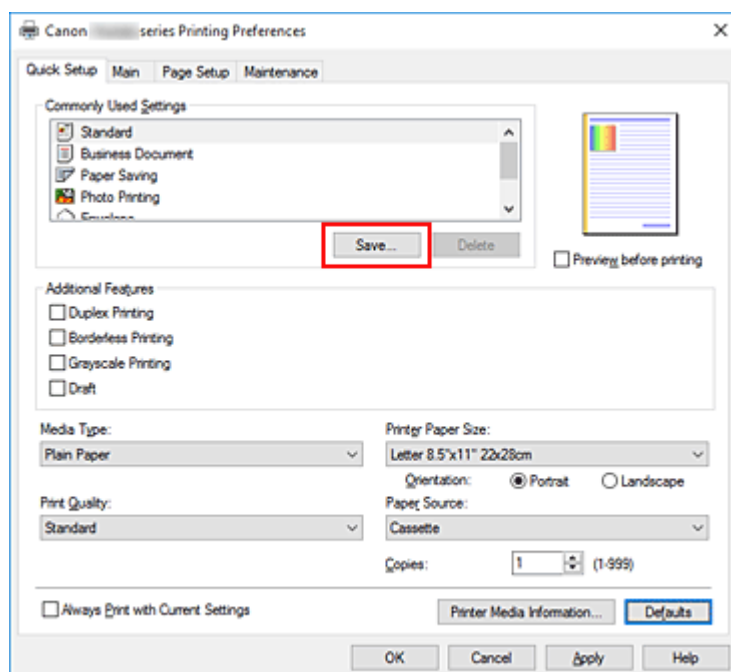 Canon series Printing Preferences
Quick Setup Main Page Setup Maintenance
Commonly Used Settings
Standard
Business Document
Paper Saving
Photo Printing
Save... Delete
Preview before printing
Additional Features
Duplex Printing
Borderless Printing
Grayscale Printing
Draft
Media Type: Printer Paper Size:
Plain Paper Letter 8.5"x11" 22x28cm
Orientation: Portrait Landscape
Print Quality: Paper Source:
Standard Cassette
Copies: 1 (1-999)
Always Print with Current Settings Printer Media Information... Defaults
OK Cancel Apply Help